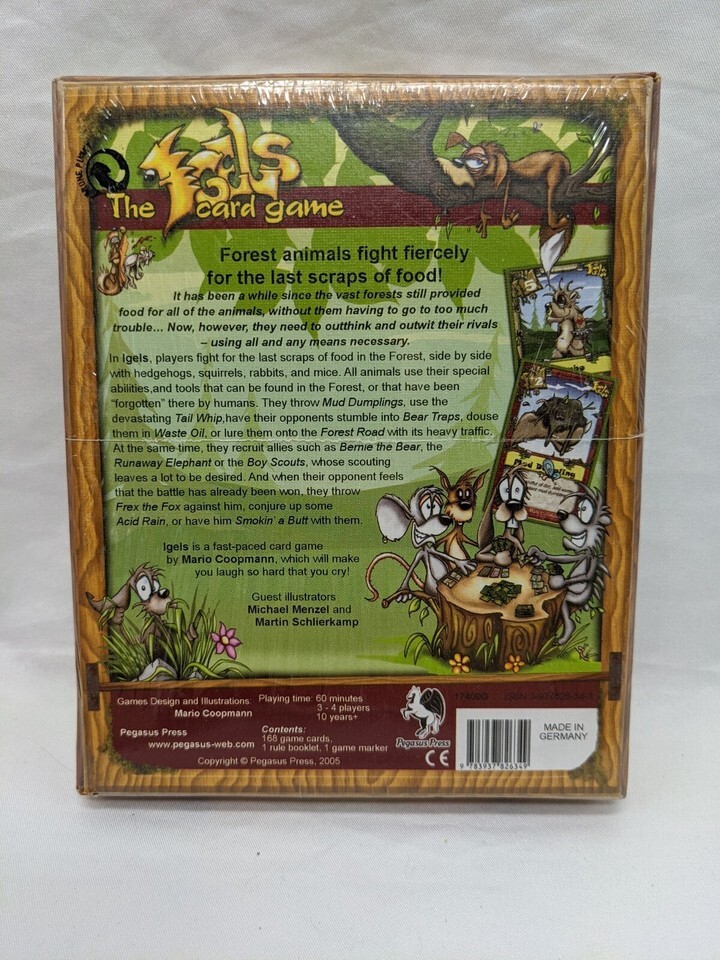 Igels
The card game
Forest animals fight fiercely
for the last scraps of food!
It has been a while since the vast forests still provided
food for all of the animals, without them having to go to too much
trouble... Now, however, they need to outthink and outwit their rivals
– using all and any means necessary.
In Igels, players fight for the last scraps of food in the Forest, side by side
with hedgehogs, squirrels, rabbits, and mice. All animals use their special
abilities,and tools that can be found in the Forest, or that have been
"forgotten" there by humans. They throw Mud Dumplings, use the
devastating Tail Whip,have their opponents stumble into Bear Traps, douse
them in Waste Oil, or lure them onto the Forest Road with its heavy traffic.
At the same time, they recruit allies such as Bernie the Bear, the
Runaway Elephant or the Boy Scouts, whose scouting
leaves a lot to be desired. And when their opponent feels
that the battle has already been won, they throw
Frex the Fox against him, conjure up some
Acid Rain, or have him Smokin' a Butt with them.
Igels is a fast-paced card game
by Mario Coopmann, which will make
you laugh so hard that you cry!
Guest illustrators
Michael Menzel and
Martin Schlierkamp
5
Mud Dumpling
Games Design and Illustrations:
Mario Coopmann
Pegasus Press
www.pegasus-web.com
Playing time: 60 minutes
3 - 4 players
10 years+
Contents:
168 game cards,
1 rule booklet, 1 game marker
Copyright © Pegasus Press, 2005
Pegasus Press
CE
17400G
MADE IN
GERMANY
9 783937 826349